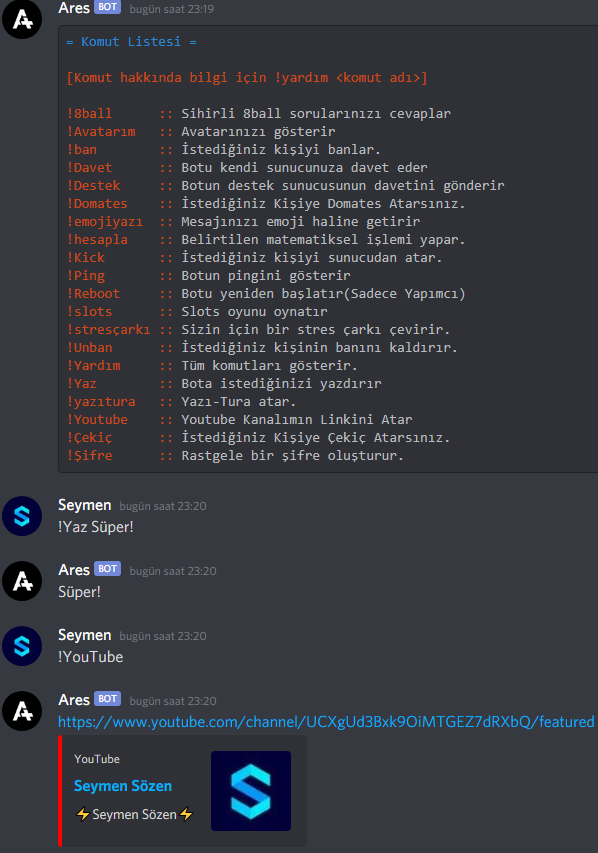 Ares BOT bugün saat 23:19
= Komut Listesi =
[Komut hakkında bilgi için !yardım <komut adı>]
!8ball :: Sihirli 8ball sorularınızı cevaplar
!Avatarım :: Avatarınızı gösterir
!ban :: İstediğiniz kişiyi banlar.
!Davet :: Botu kendi sunucunuza davet eder
!Destek :: Botun destek sunucusunun davetini gönderir
!Domates :: İstediğiniz Kişiye Domates Atarsınız.
!emojiyazı :: Mesajınızı emoji haline getirir
!hesapla :: Belirtilen matematiksel işlemi yapar.
!Kick :: İstediğiniz kişiyi sunucudan atar.
!Ping :: Botun pingini gösterir
!Reboot :: Botu yeniden başlatır(Sadece Yapımcı)
!slots :: Slots oyunu oynatır
!stresçarkı :: Sizin için bir stres çarkı çevirir.
!Unban :: İstediğiniz kişinin banını kaldırır.
!Yardım :: Tüm komutları gösterir.
!Yaz :: Bota istediğinizi yazdırır
!yazıtura :: Yazı-Tura atar.
!Youtube :: Youtube Kanalımın Linkini Atar
!Çekiç :: İstediğiniz Kişiye Çekiç Atarsınız.
!Şifre :: Rastgele bir şifre oluşturur.
Seymen bugün saat 23:20
!Yaz Süper!
Ares BOT bugün saat 23:20
Süper!
Seymen bugün saat 23:20
!YouTube
Ares BOT bugün saat 23:20
https://www.youtube.com/channel/UCXgUd3Bxk9OiMTGEZ7dRXbQ/featured
YouTube
Seymen Sözen
⚡Seymen Sözen⚡